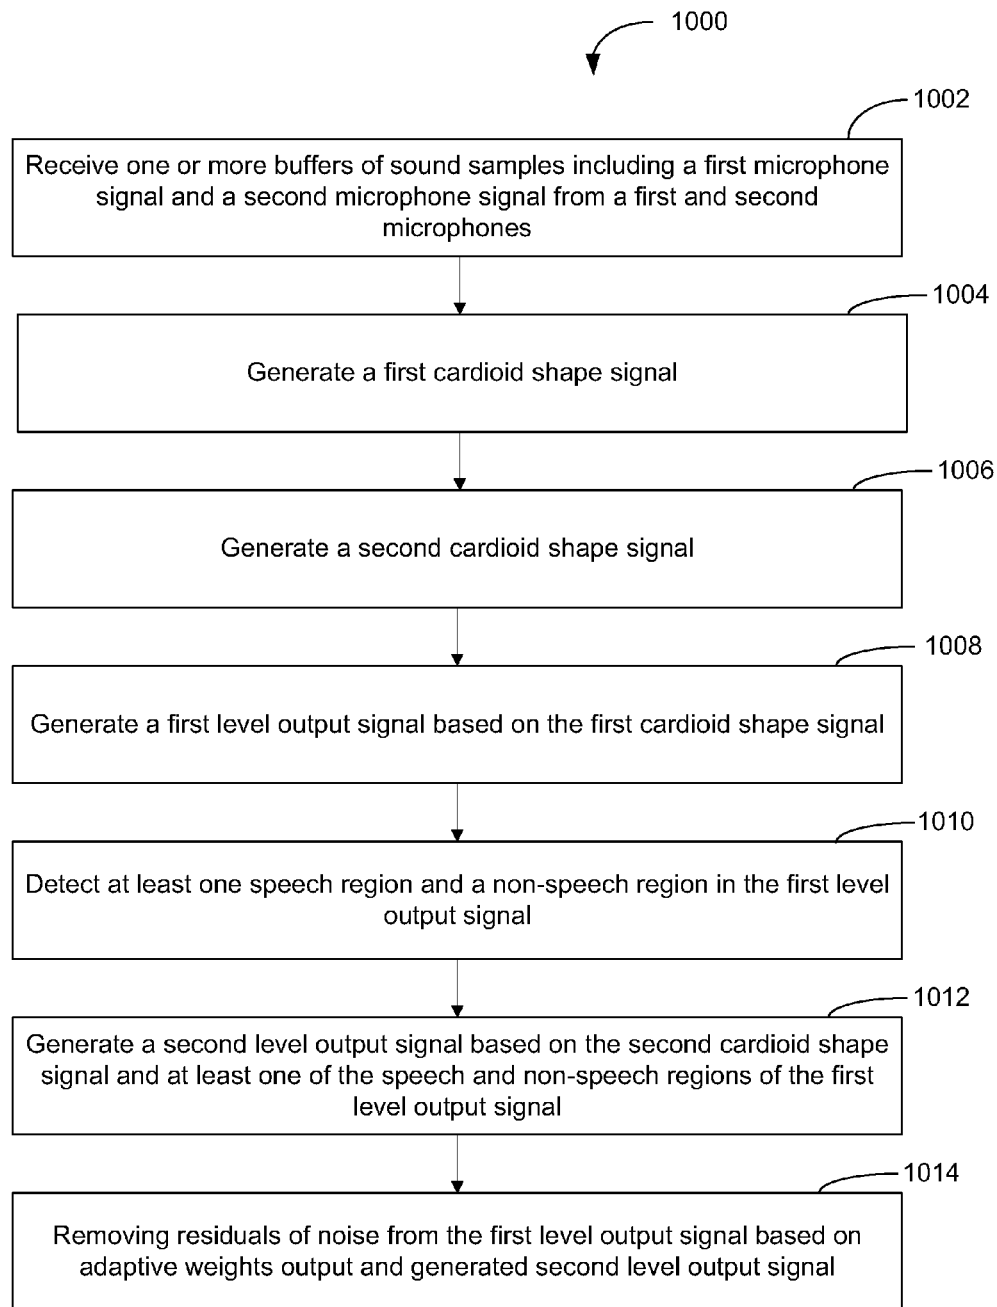 1000
1002
Receive one or more buffers of sound samples including a first microphone
signal and a second microphone signal from a first and second
microphones
1004
Generate a first cardioid shape signal
1006
Generate a second cardioid shape signal
1008
Generate a first level output signal based on the first cardioid shape signal
1010
Detect at least one speech region and a non-speech region in the first level
output signal
1012
Generate a second level output signal based on the second cardioid shape
signal and at least one of the speech and non-speech regions of the first
level output signal
1014
Removing residuals of noise from the first level output signal based on
adaptive weights output and generated second level output signal